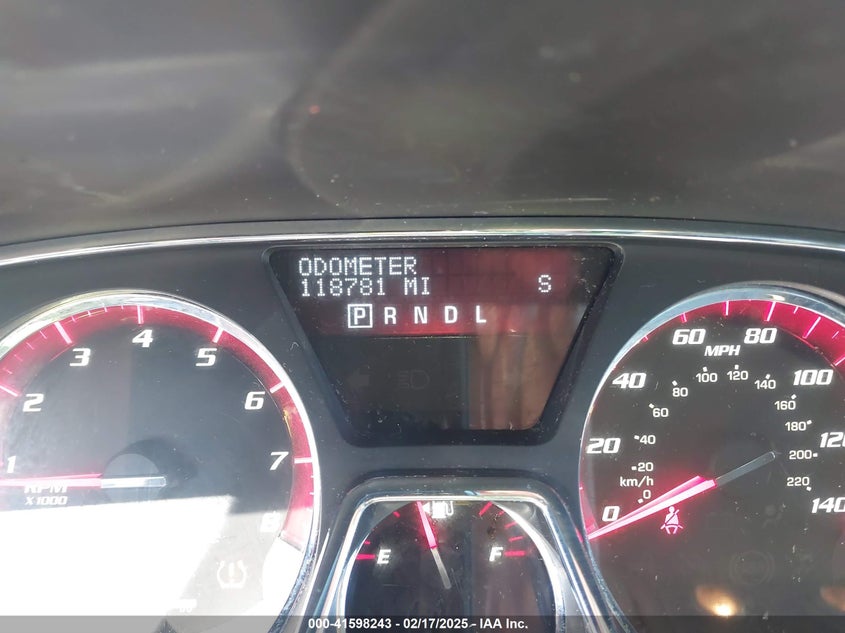 ODOMETER
118781 MI S
P R N D L
1 2 3 4 5 6 7 8
RPM
X1000
0 20 40 60 80 100 120 140
MPH
0 20 40 60 80 100 120 140 160 180 200 220
km/h
E F
000-41598243 - 02/17/2025 - IAA Inc.